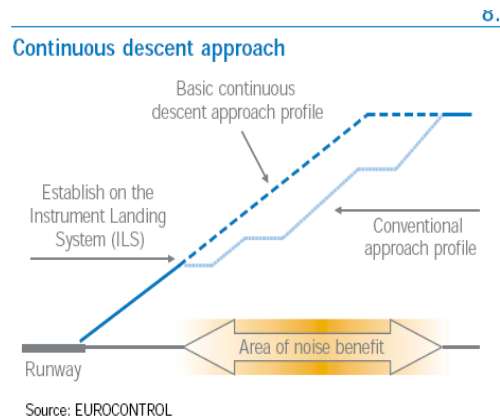 Continuous descent approach
Basic continuous
descent approach profile
Establish on the
Instrument Landing
System (ILS)
Conventional
approach profile
Area of noise benefit
Runway
Source: EUROCONTROL